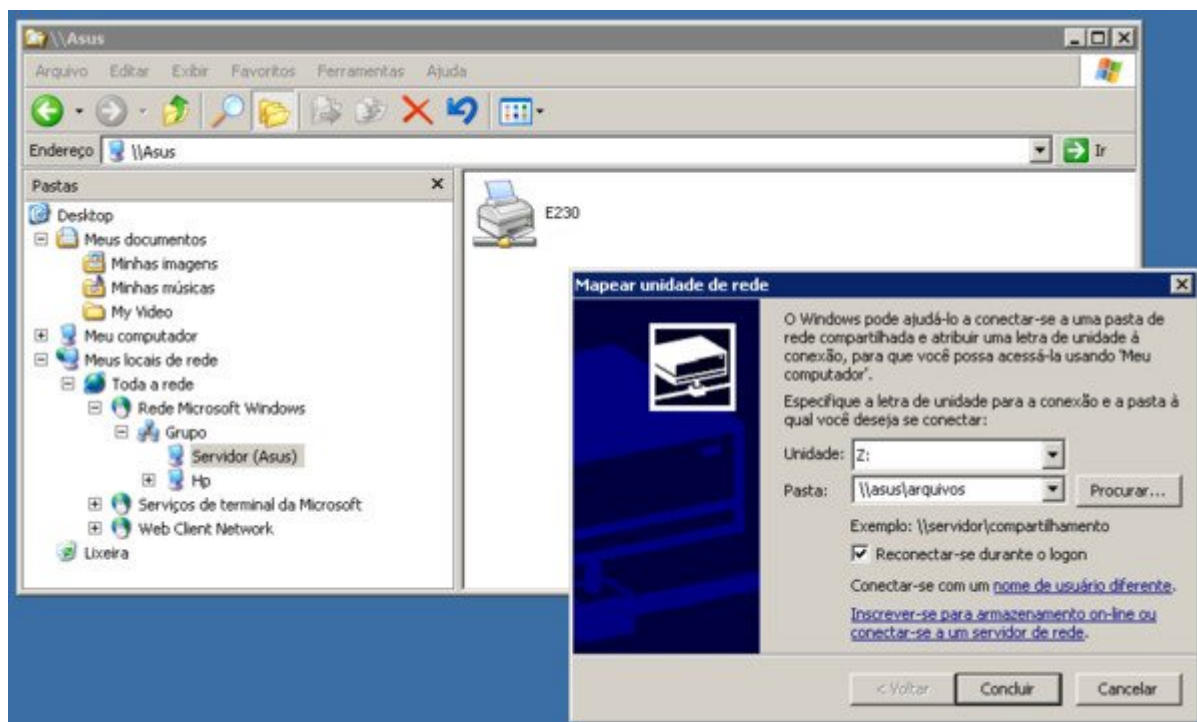 \\Asus
Arquivo Editar Exibir Favoritos Ferramentas Ajuda
Endereço \\Asus Ir
Pastas
Desktop
Meus documentos
Minhas imagens
Minhas músicas
My Video
Meu computador
Meus locais de rede
Toda a rede
Rede Microsoft Windows
Grupo
Servidor (Asus)
Hp
Serviços de terminal da Microsoft
Web Client Network
Lixeira
E230
Mapear unidade de rede
O Windows pode ajudá-lo a conectar-se a uma pasta de
rede compartilhada e atribuir uma letra de unidade à
conexão, para que você possa acessá-la usando 'Meu
computador'.
Especifique a letra de unidade para a conexão e a pasta à
qual você deseja se conectar:
Unidade: Z:
Pasta: \\asus\arquivos Procurar...
Exemplo: \\servidor\compartilhamento
Reconectar-se durante o logon
Conectar-se com um nome de usuário diferente.
Inscrever-se para armazenamento on-line ou
conectar-se a um servidor de rede.
< Voltar Concluir Cancelar